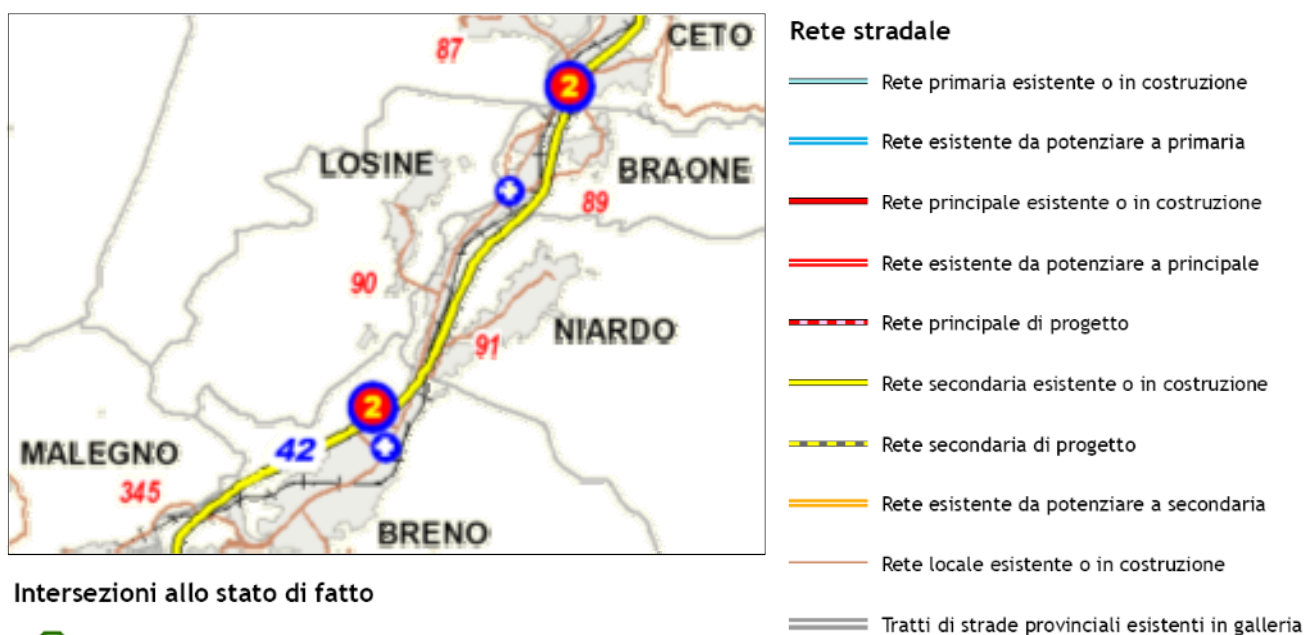 CETO
87
2
LOSINE
BRAONE
89
90
NIARDO
91
2
42
MALEGNO
345
BRENO
Intersezioni allo stato di fatto
Rete stradale
Rete primaria esistente o in costruzione
Rete esistente da potenziare a primaria
Rete principale esistente o in costruzione
Rete esistente da potenziare a principale
Rete principale di progetto
Rete secondaria esistente o in costruzione
Rete secondaria di progetto
Rete esistente da potenziare a secondaria
Rete locale esistente o in costruzione
Tratti di strade provinciali esistenti in galleria